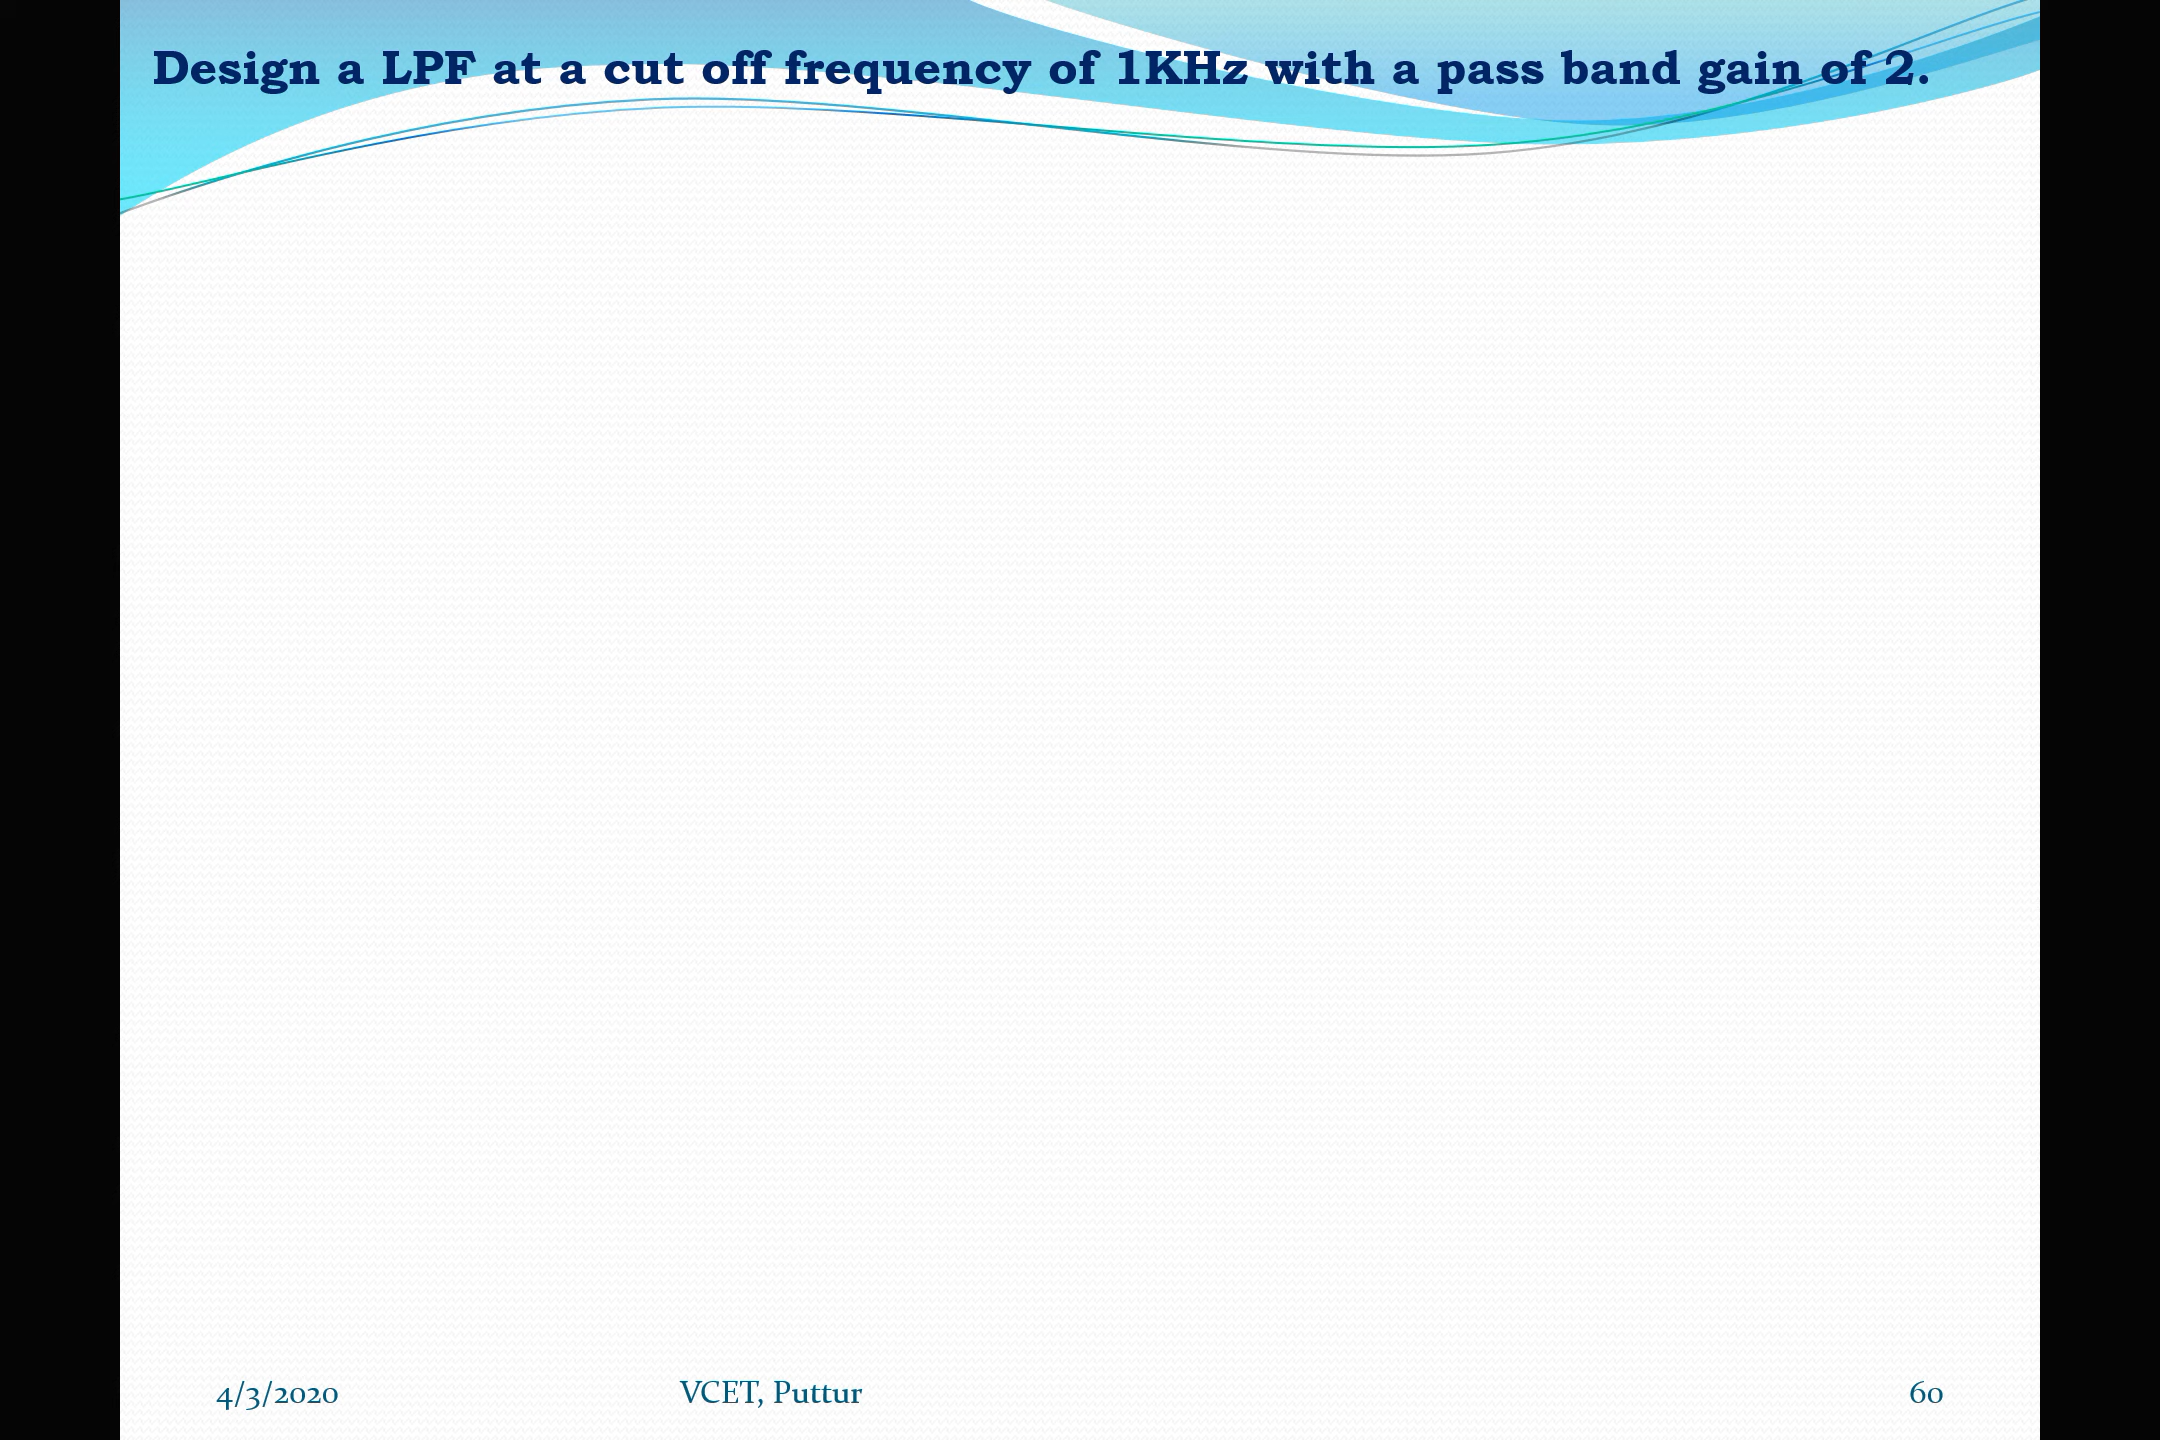 Design a LPF at a cut off frequency of 1KHz with a pass band gain of 2.
4/3/2020 VCET, Puttur 60